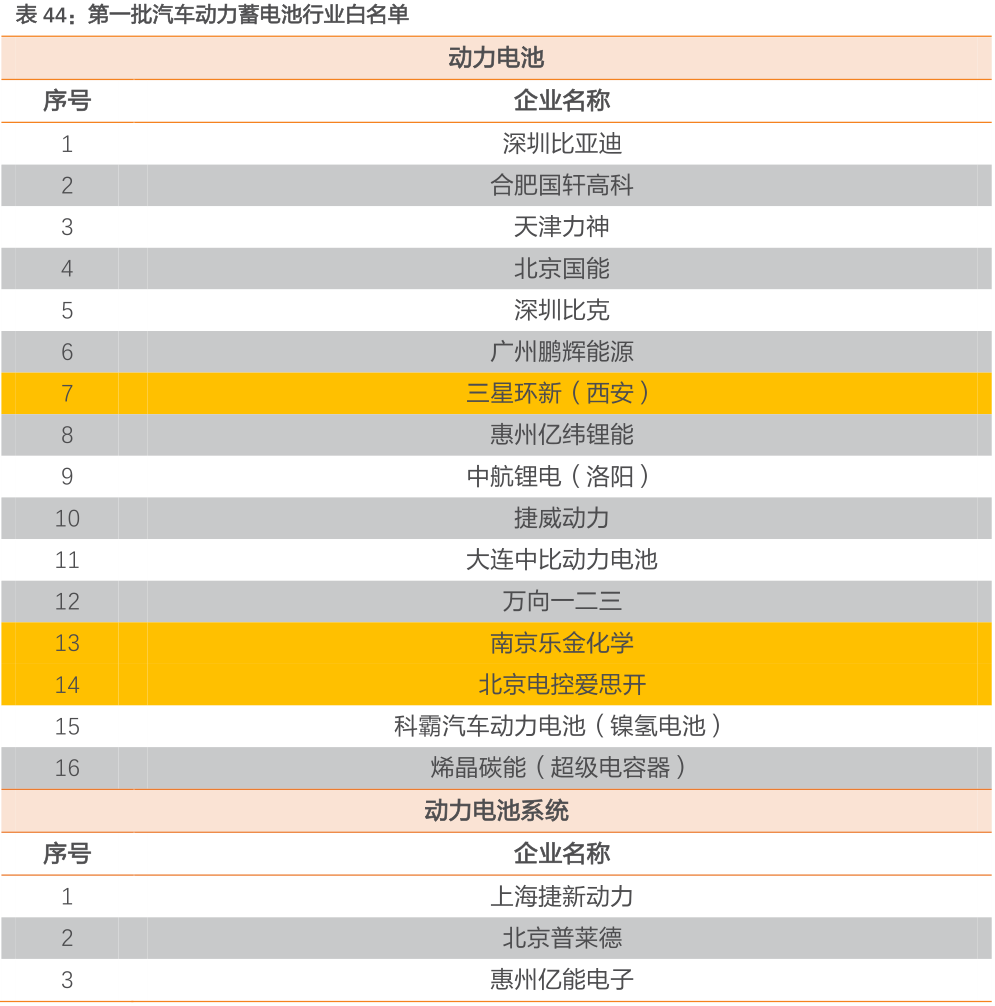 表 44：第一批汽车动力蓄电池行业白名单
动力电池
序号 企业名称
1 深圳比亚迪
2 合肥国轩高科
3 天津力神
4 北京国能
5 深圳比克
6 广州鹏辉能源
7 三星环新（西安）
8 惠州亿纬锂能
9 中航锂电（洛阳）
10 捷威动力
11 大连中比动力电池
12 万向一二三
13 南京乐金化学
14 北京电控爱思开
15 科霸汽车动力电池（镍氢电池）
16 烯晶碳能（超级电容器）
动力电池系统
序号 企业名称
1 上海捷新动力
2 北京普莱德
3 惠州亿能电子